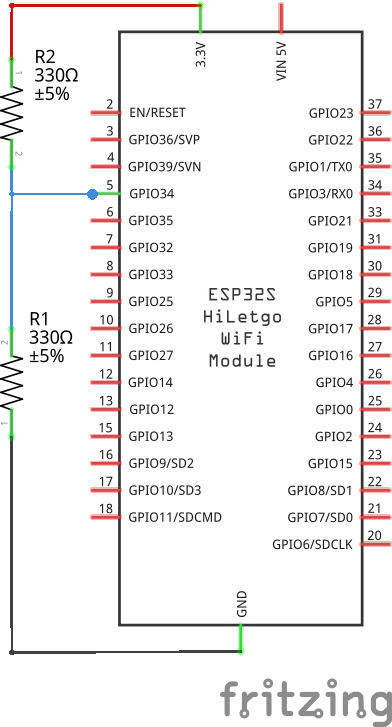 3.3V
VIN 5V
1
R2
330Ω
±5%
2
2 EN/RESET
3 GPIO36/SVP
4 GPIO39/SVN
5 GPIO34
6 GPIO35
7 GPIO32
8 GPIO33
9 GPIO25
10 GPIO26
11 GPIO27
12 GPIO14
13 GPIO12
15 GPIO13
16 GPIO9/SD2
17 GPIO10/SD3
18 GPIO11/SDCMD
GPIO23 37
GPIO22 36
GPIO1/TX0 35
GPIO3/RX0 34
GPIO21 33
GPIO19 31
GPIO18 30
GPIO5 29
GPIO17 28
GPIO16 27
GPIO4 26
GPIO0 25
GPIO2 24
GPIO15 23
GPIO8/SD1 22
GPIO7/SD0 21
GPIO6/SDCLK 20
ESP32S
HiLetgo
WiFi
Module
R1
330Ω
±5%
2
1
GND
fritzing